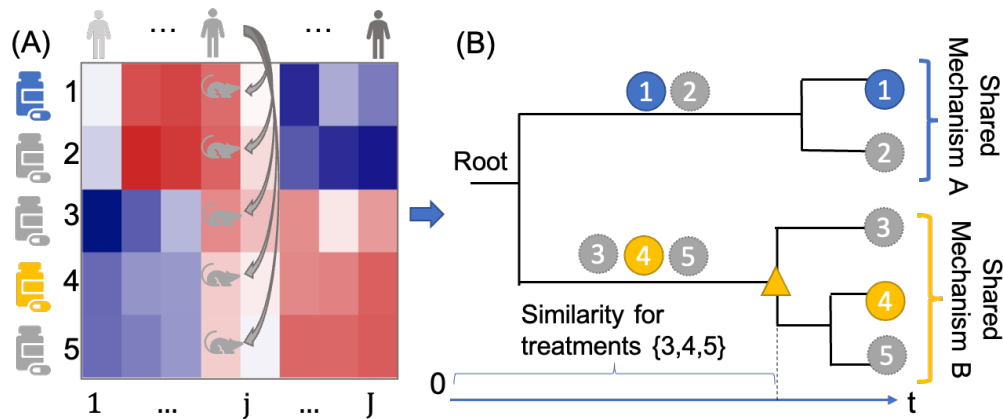 (A)
... ...
1
2
3
4
5
1 ... j ... J
(B)
Root
1 2
3 4 5
1
2
3
4
5
Shared
Mechanism A
Shared
Mechanism B
Similarity for
treatments {3,4,5}
0
t